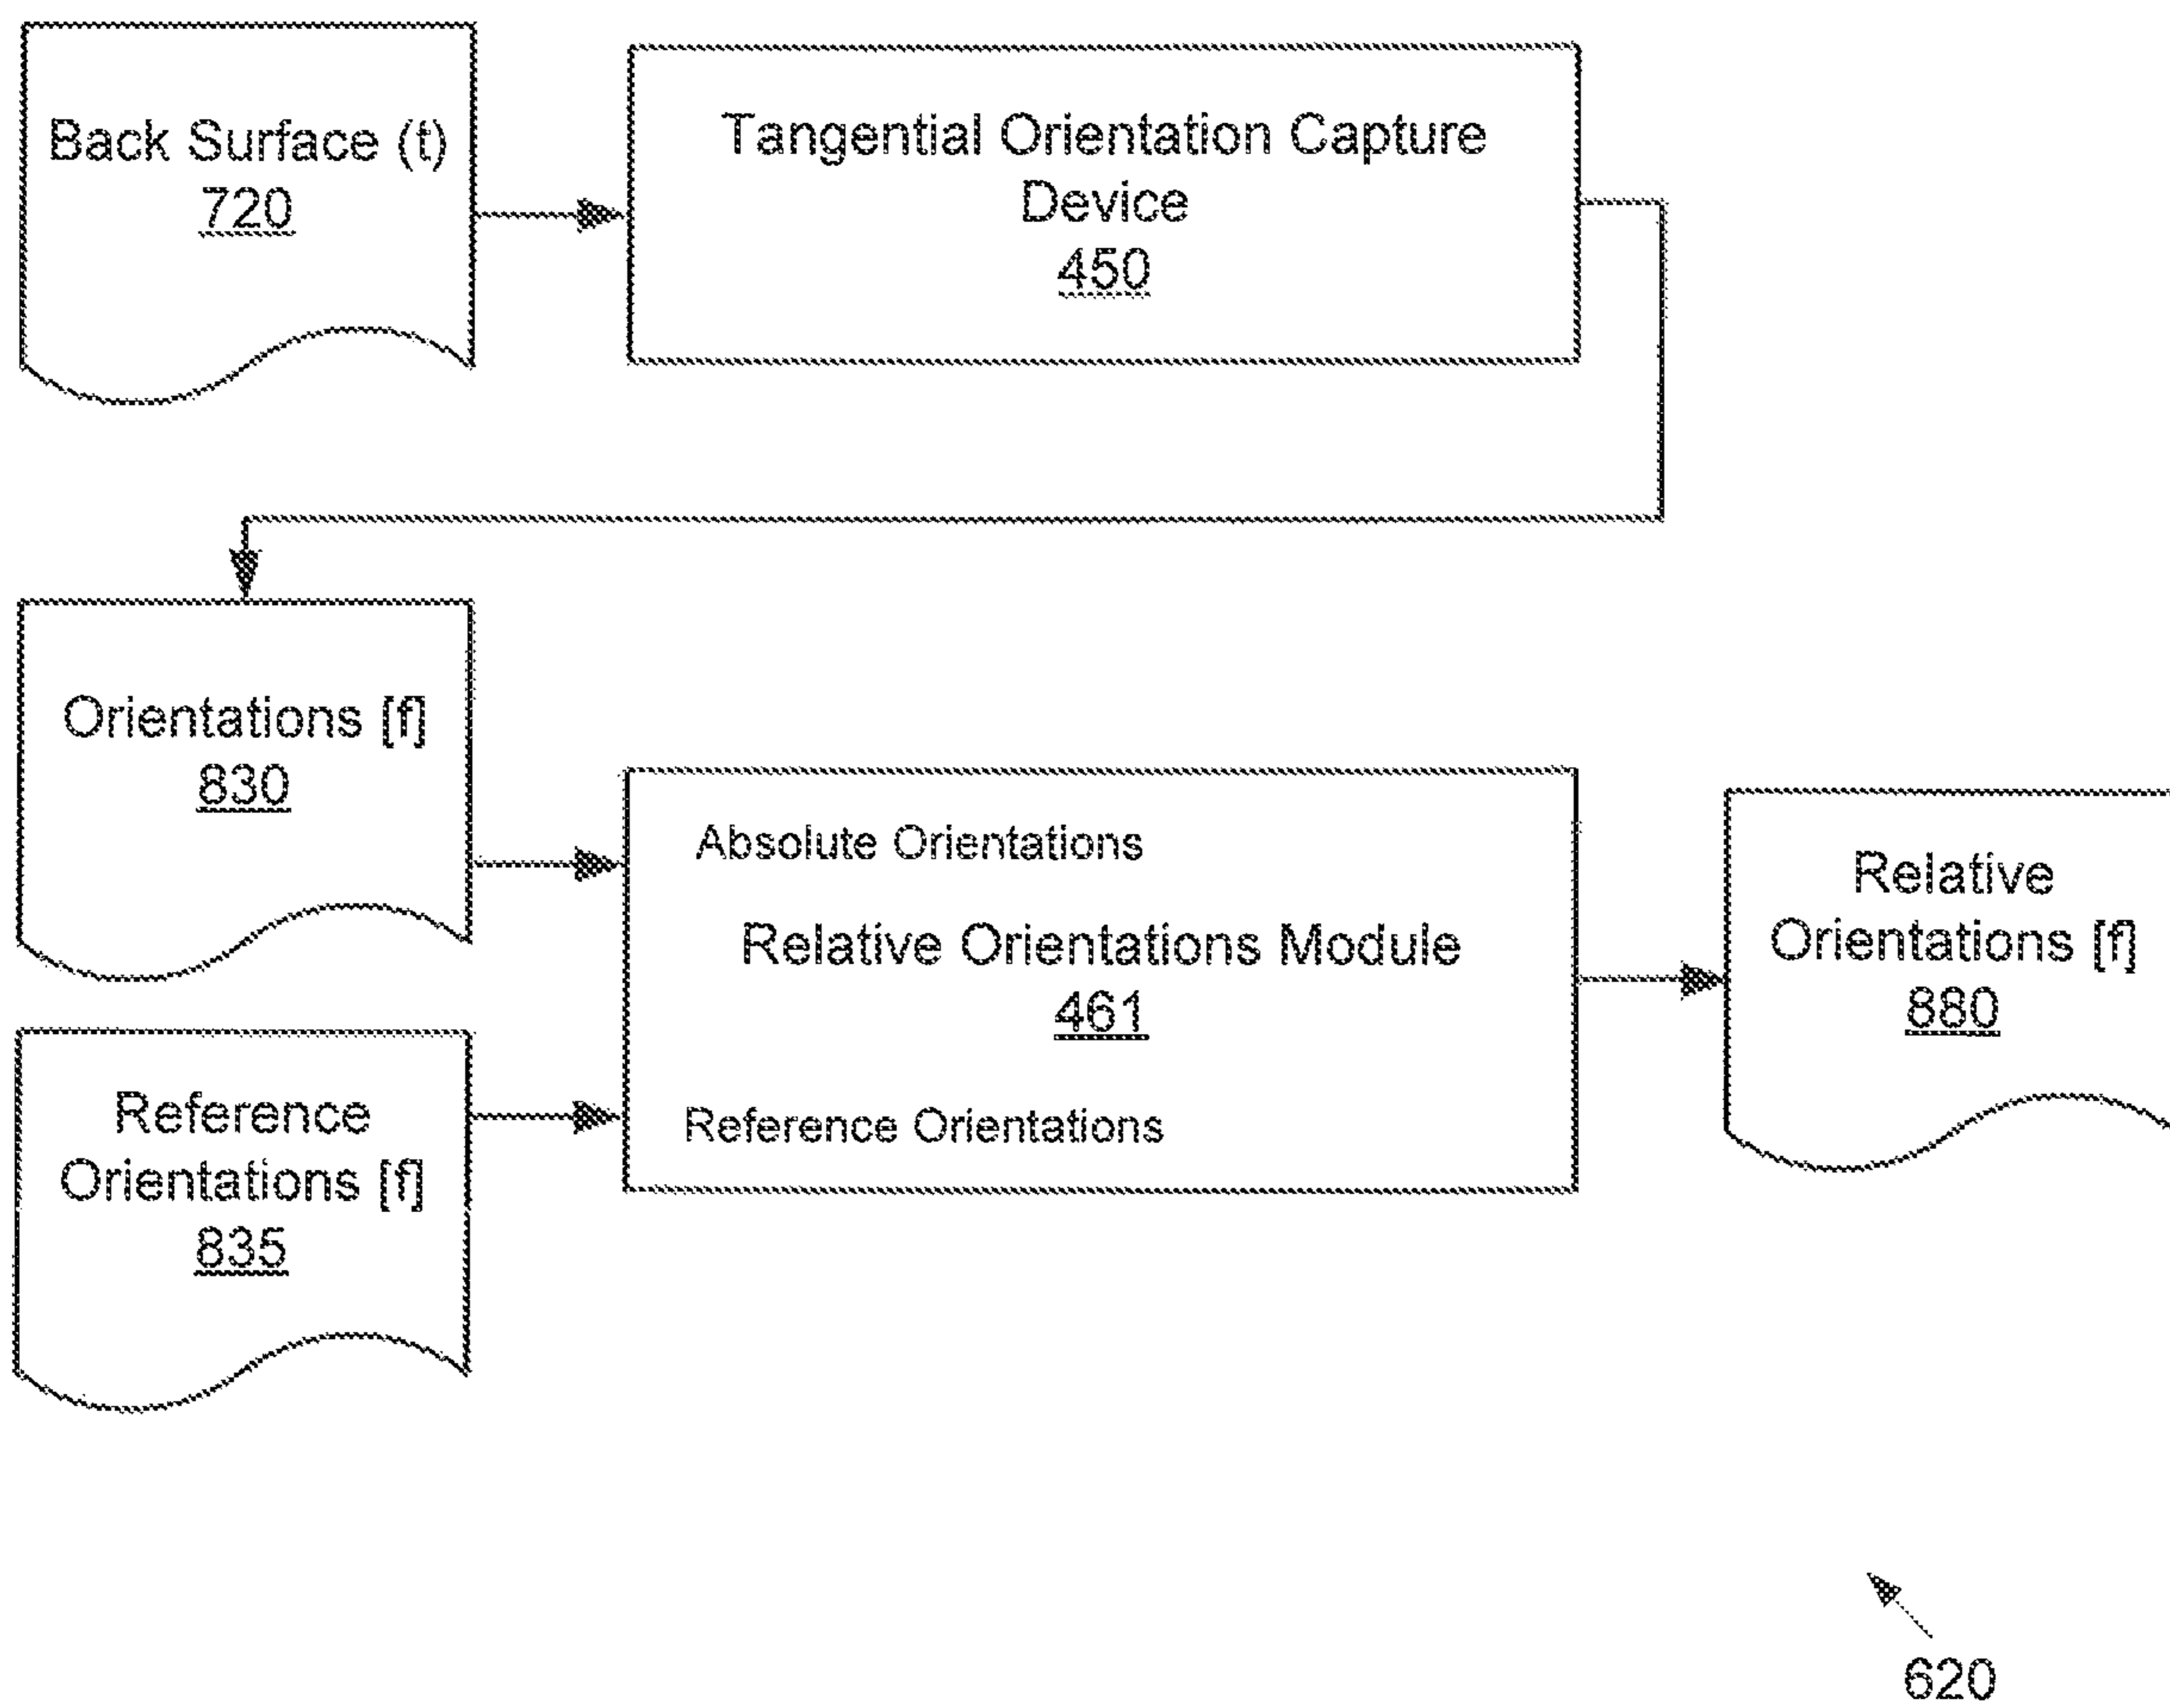 Back Surface (t)
720
Tangential Orientation Capture
Device
450
Orientations [f]
830
Absolute Orientations
Relative Orientations Module
461
Reference Orientations
Relative
Orientations [f]
880
Reference
Orientations [f]
835
620